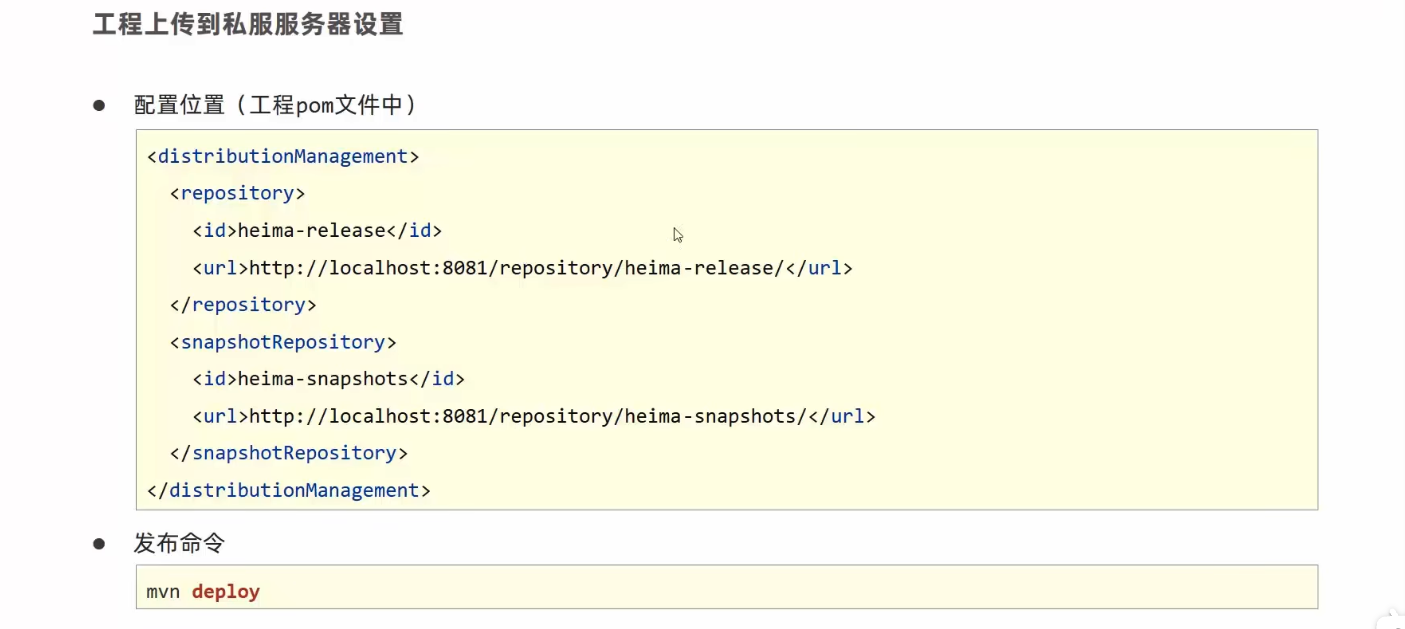 工程上传到私服服务器设置
● 配置位置（工程pom文件中）
<distributionManagement>
<repository>
<id>heima-release</id>
<url>http://localhost:8081/repository/heima-release/</url>
</repository>
<snapshotRepository>
<id>heima-snapshots</id>
<url>http://localhost:8081/repository/heima-snapshots/</url>
</snapshotRepository>
</distributionManagement>
● 发布命令
mvn deploy